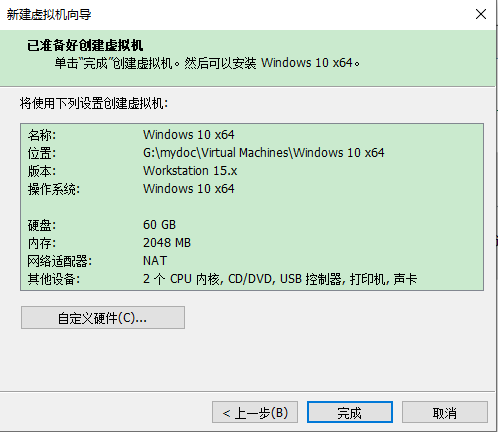 新建虚拟机向导
已准备好创建虚拟机
单击“完成”创建虚拟机。然后可以安装 Windows 10 x64。
将使用下列设置创建虚拟机:
名称: Windows 10 x64
位置: G:\mydoc\Virtual Machines\Windows 10 x64
版本: Workstation 15.x
操作系统: Windows 10 x64
硬盘: 60 GB
内存: 2048 MB
网络适配器: NAT
其他设备: 2 个 CPU 内核, CD/DVD, USB 控制器, 打印机, 声卡
自定义硬件(C)...
< 上一步(B) 完成 取消